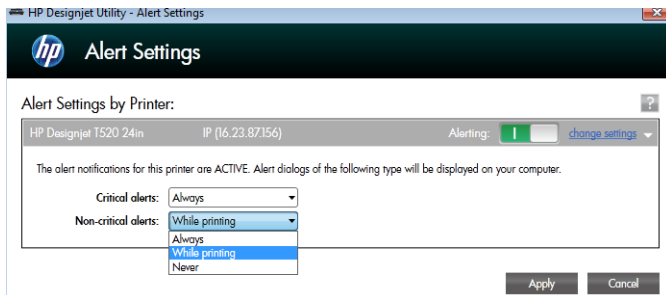 HP Designjet Utility - Alert Settings
hp Alert Settings
Alert Settings by Printer:
?
HP Designjet T520 24in IP (16.23.87.156) Alerting: change settings
The alert notifications for this printer are ACTIVE. Alert dialogs of the following type will be displayed on your computer.
Critical alerts: Always
Non-critical alerts: While printing
Always
While printing
Never
Apply Cancel